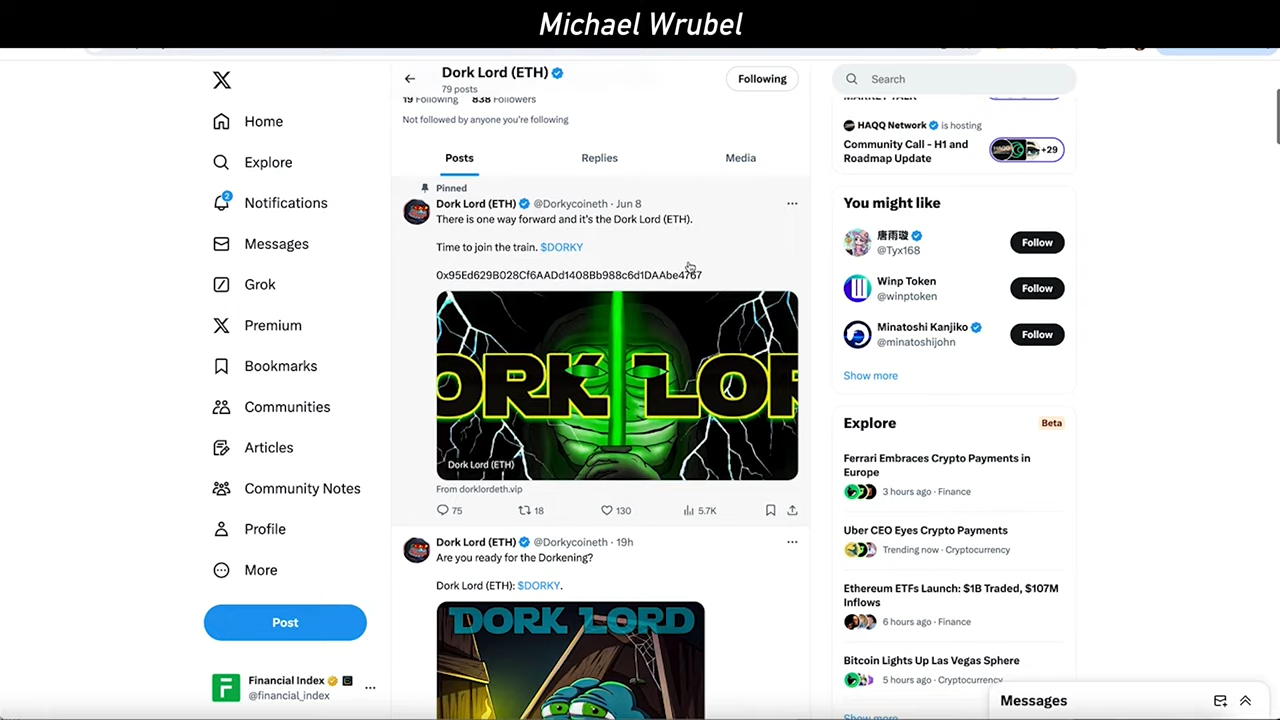 Michael Wrubel
Home
Explore
2
Notifications
Messages
Grok
Premium
Bookmarks
Communities
Articles
Community Notes
Profile
More
Post
Financial Index
@financial_index
Dork Lord (ETH)
79 posts
Following
19 Following 838 Followers
Not followed by anyone you're following
Posts Replies Media
Pinned
Dork Lord (ETH) @Dorkycoineth · Jun 8
There is one way forward and it's the Dork Lord (ETH).
Time to join the train. $DORKY
0x95Ed629B028Cf6AADd1408Bb988c6d1DAAbe4767
DORK LOR
Dork Lord (ETH)
From dorklordeth.vip
75 18 130 5.7K
Dork Lord (ETH) @Dorkycoineth · 19h
Are you ready for the Dorkening?
Dork Lord (ETH): $DORKY.
DORK LORD
Search
MARKET TALK
HAQQ Network is hosting
Community Call - H1 and
Roadmap Update
+29
You might like
唐雨璇
@Tyx168
Follow
Winp Token
@winptoken
Follow
Minatoshi Kanjiko
@minatoshijohn
Follow
Show more
Explore Beta
Ferrari Embraces Crypto Payments in
Europe
3 hours ago · Finance
Uber CEO Eyes Crypto Payments
Trending now · Cryptocurrency
Ethereum ETFs Launch: $1B Traded, $107M
Inflows
6 hours ago · Finance
Bitcoin Lights Up Las Vegas Sphere
5 hours ago · Cryptocurrency
Show more
Messages